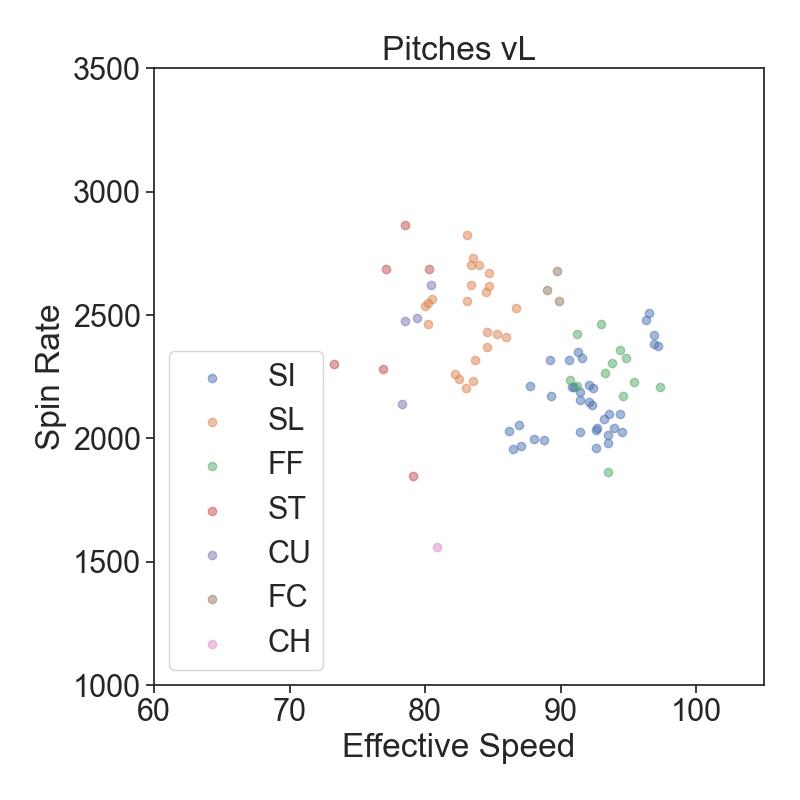 Pitches vL
3500
3000
2500
2000
1500
1000
Spin Rate
SI
SL
FF
ST
CU
FC
CH
60 70 80 90 100
Effective Speed